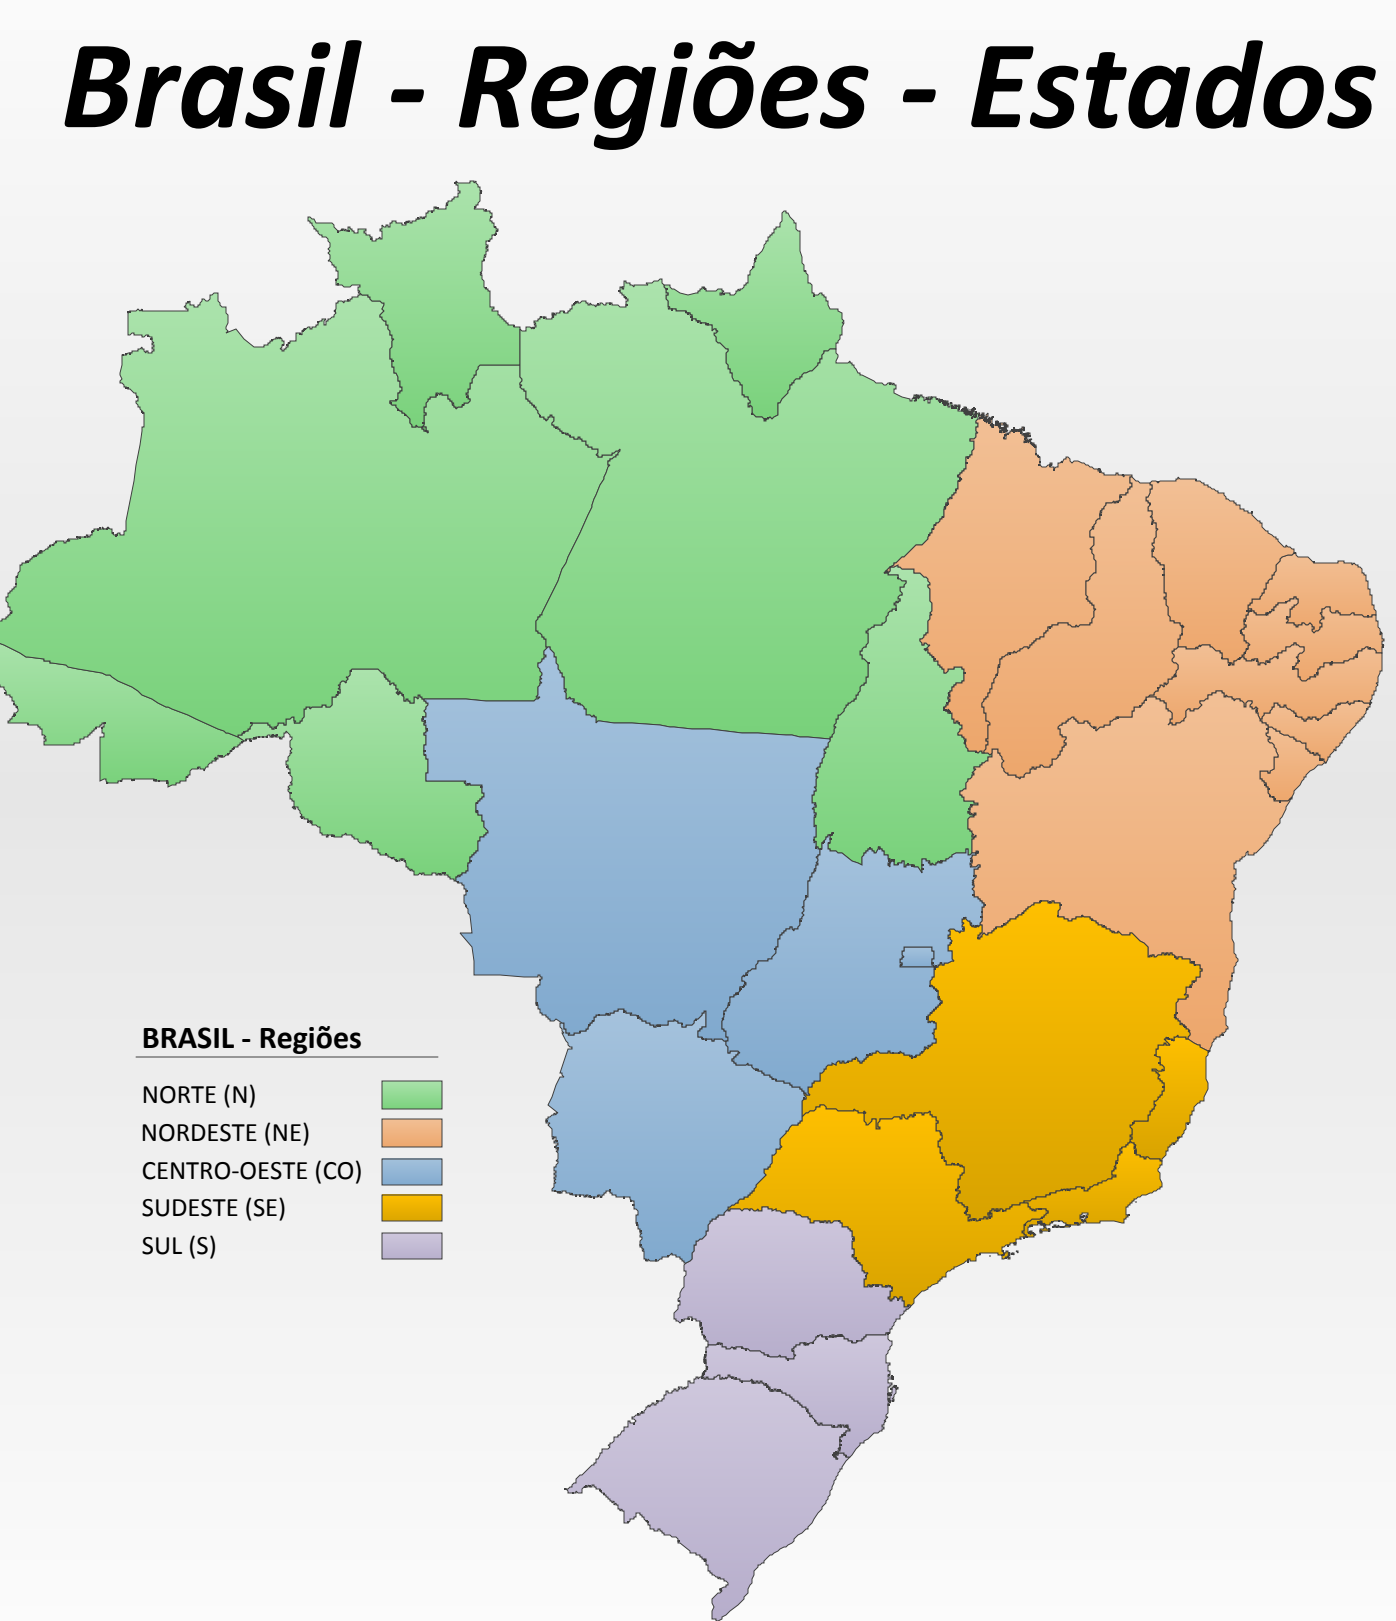 Brasil - Regiões - Estados
BRASIL - Regiões
NORTE (N)
NORDESTE (NE)
CENTRO-OESTE (CO)
SUDESTE (SE)
SUL (S)